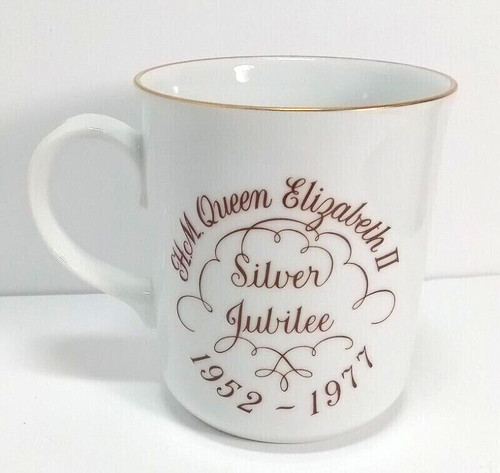 H.M. Queen Elizabeth II
Silver
Jubilee
1952 - 1977